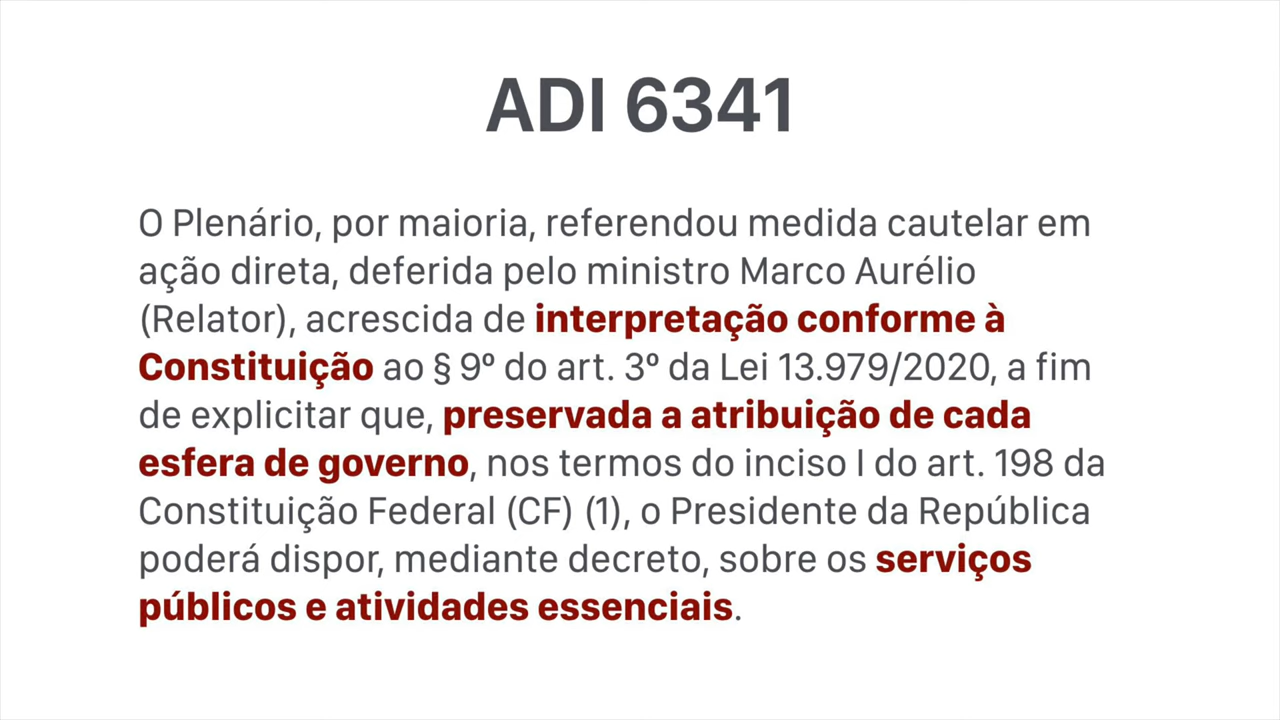 ADI 6341
O Plenário, por maioria, referendou medida cautelar em
ação direta, deferida pelo ministro Marco Aurélio
(Relator), acrescida de interpretação conforme à
Constituição ao § 9º do art. 3º da Lei 13.979/2020, a fim
de explicitar que, preservada a atribuição de cada
esfera de governo, nos termos do inciso I do art. 198 da
Constituição Federal (CF) (1), o Presidente da República
poderá dispor, mediante decreto, sobre os serviços
públicos e atividades essenciais.